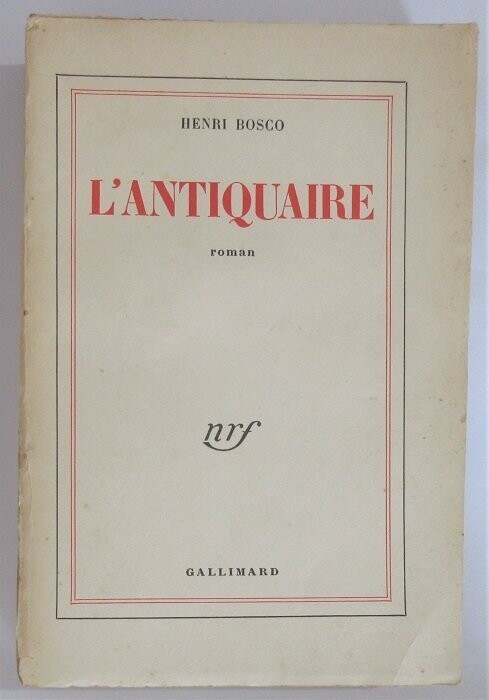 HENRI BOSCO
L'ANTIQUAIRE
roman
nrf
GALLIMARD